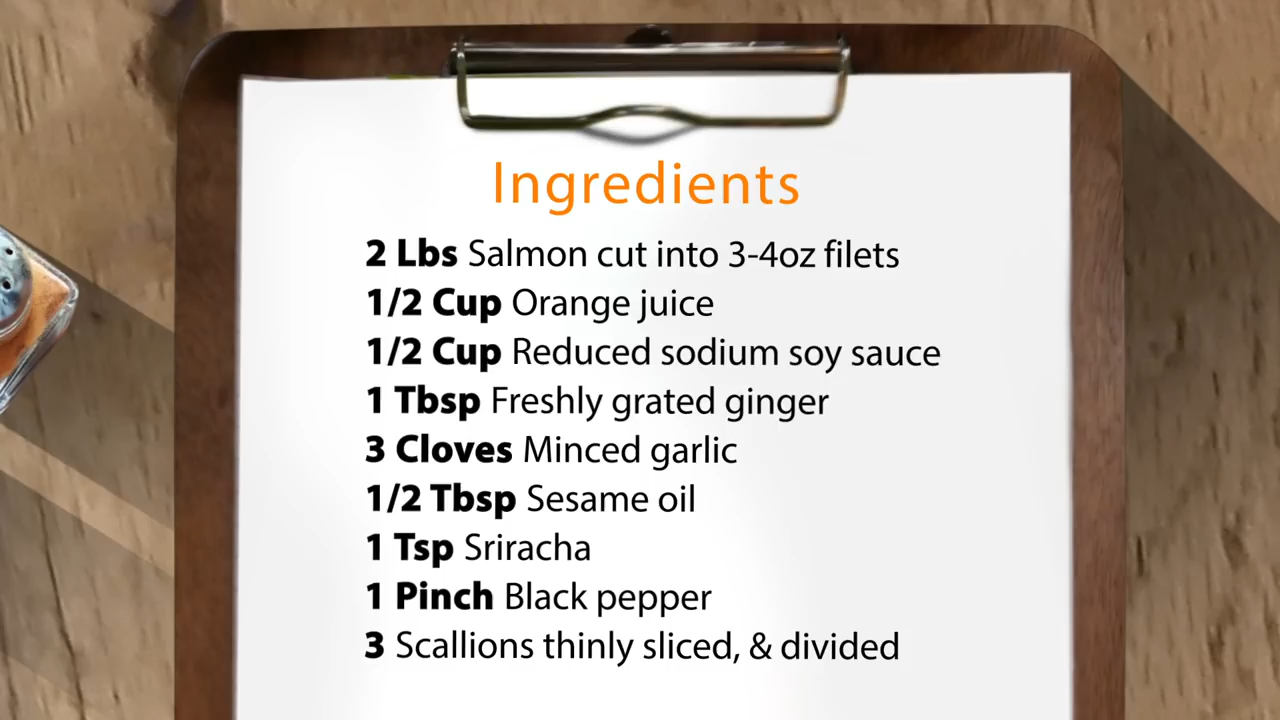 Ingredients
2 Lbs Salmon cut into 3-4oz filets
1/2 Cup Orange juice
1/2 Cup Reduced sodium soy sauce
1 Tbsp Freshly grated ginger
3 Cloves Minced garlic
1/2 Tbsp Sesame oil
1 Tsp Sriracha
1 Pinch Black pepper
3 Scallions thinly sliced, & divided